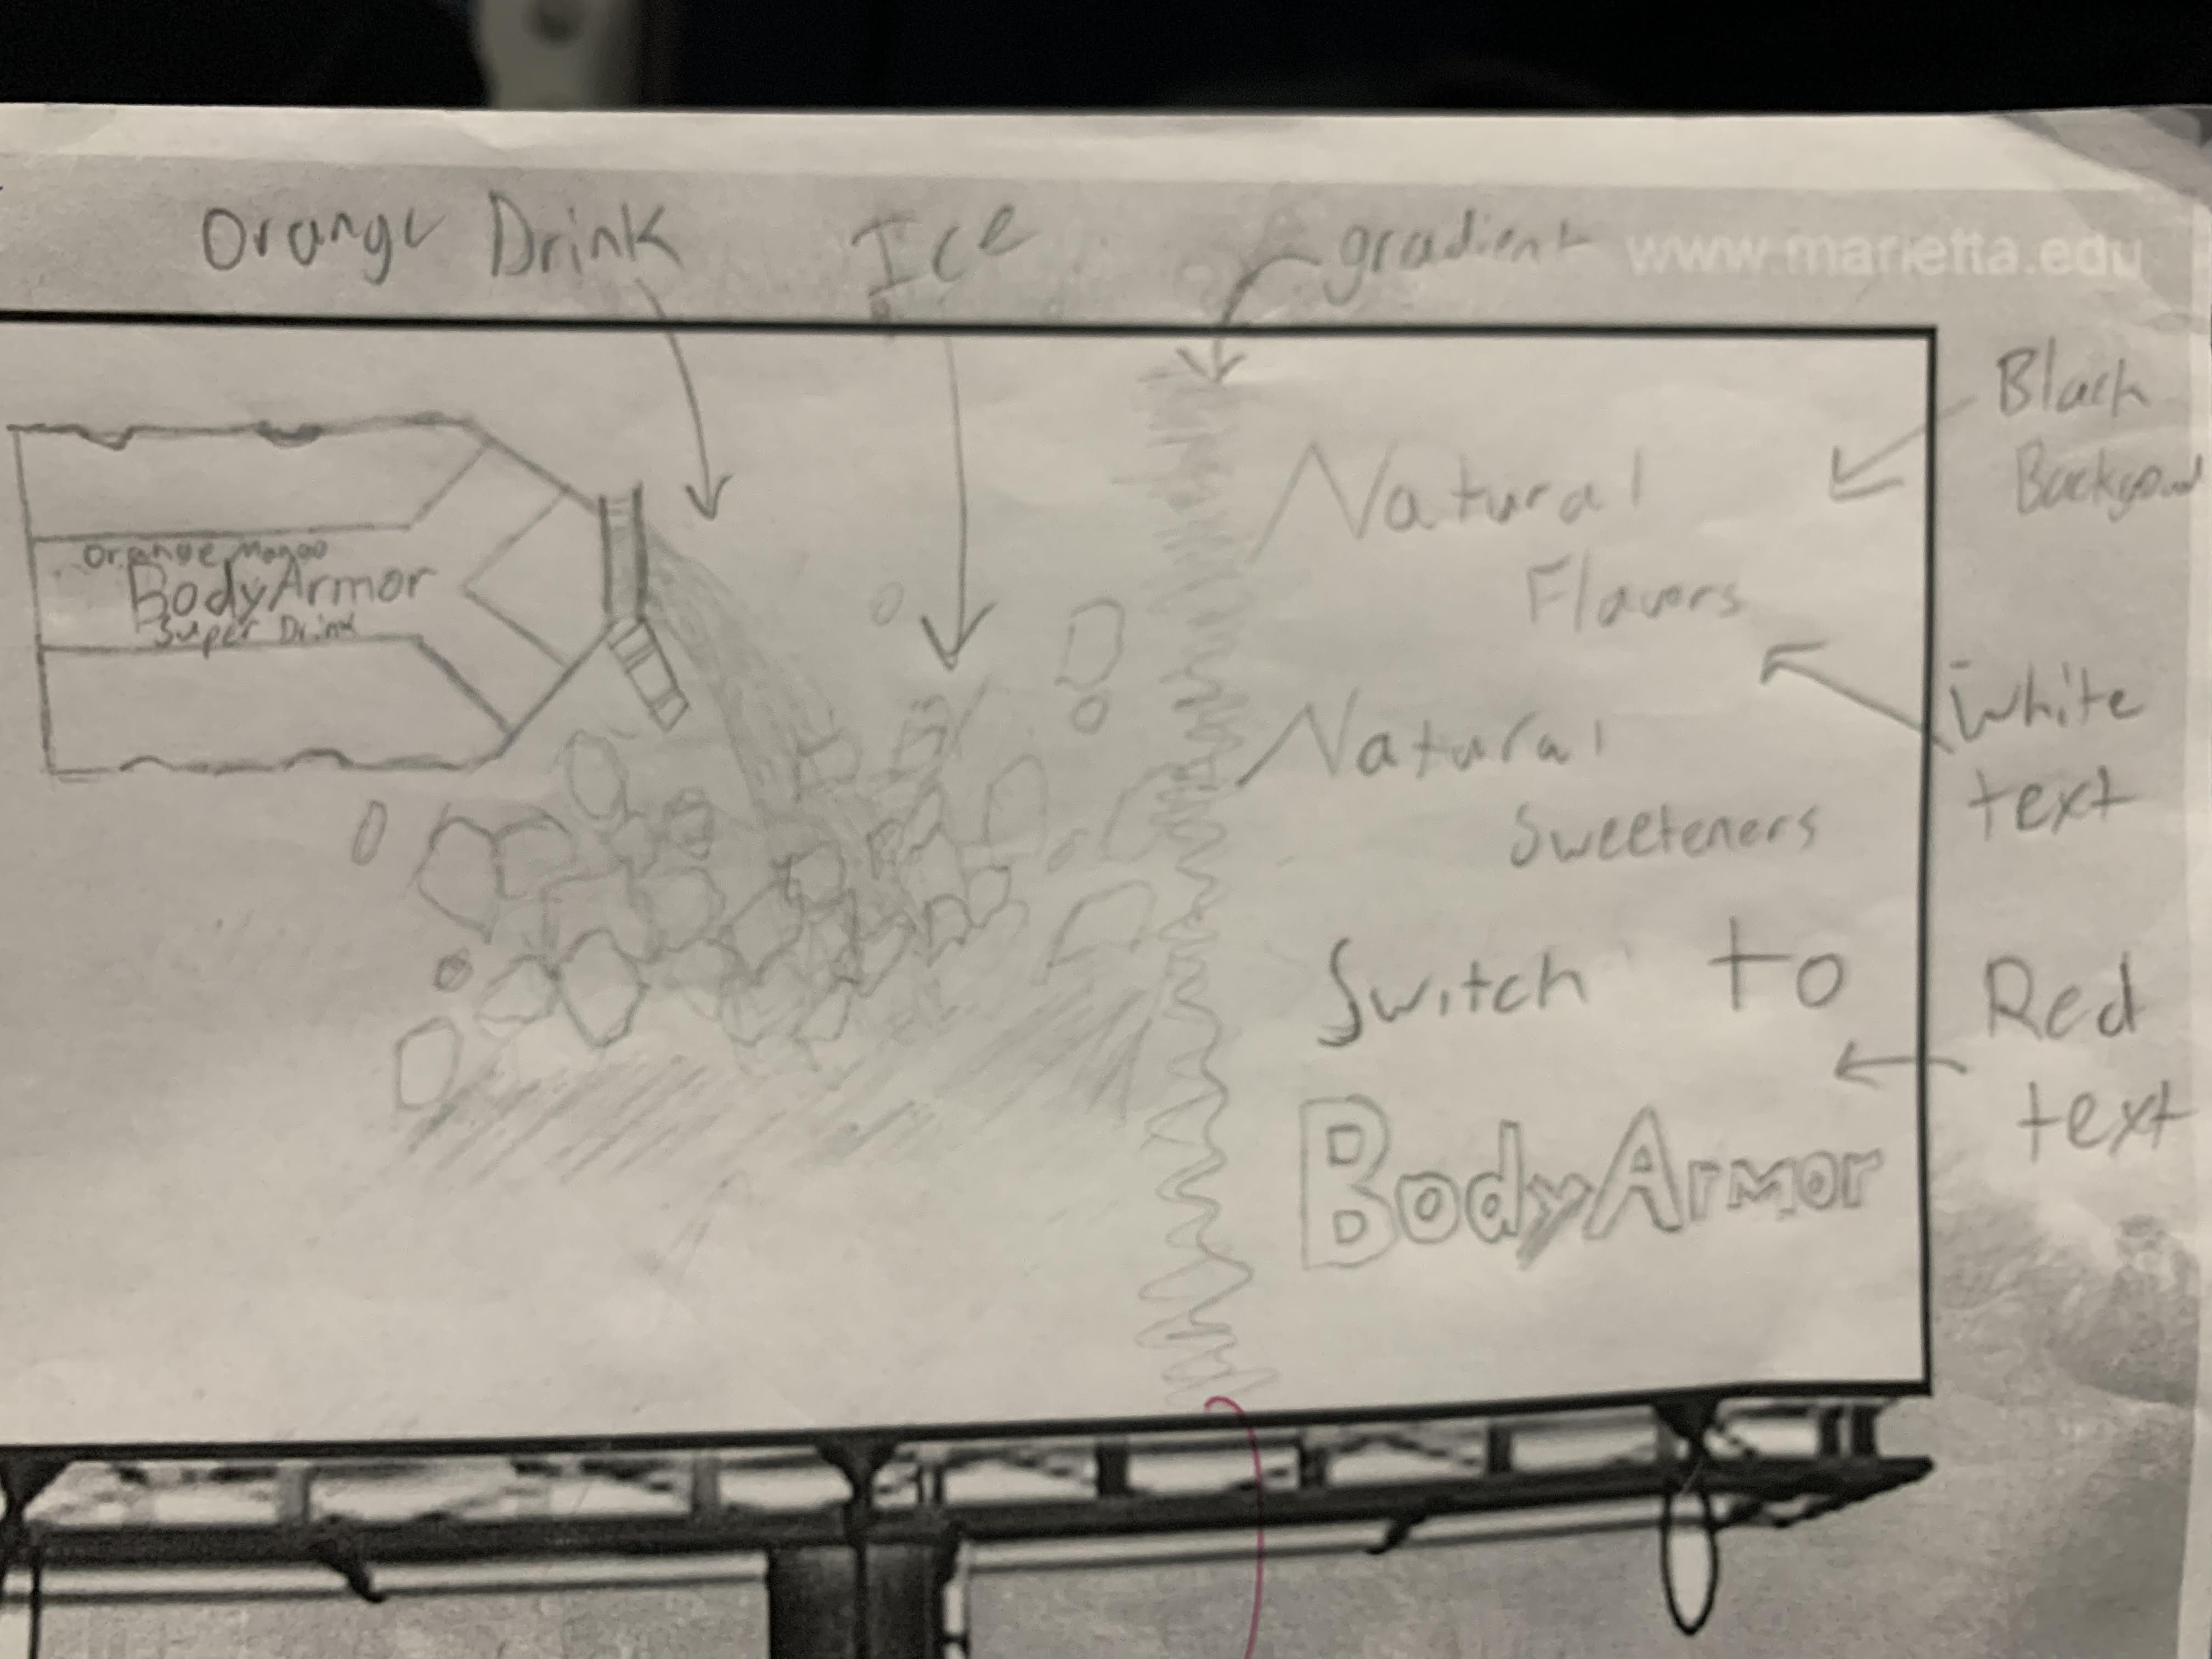 Orange Drink
Ice
gradient
www.marietta.edu
Black
Backgound
Orange Mango
BodyArmor
Super Drink
Natural
Flavors
White
text
Natural
Sweeteners
Switch to
Red
text
BodyArmor